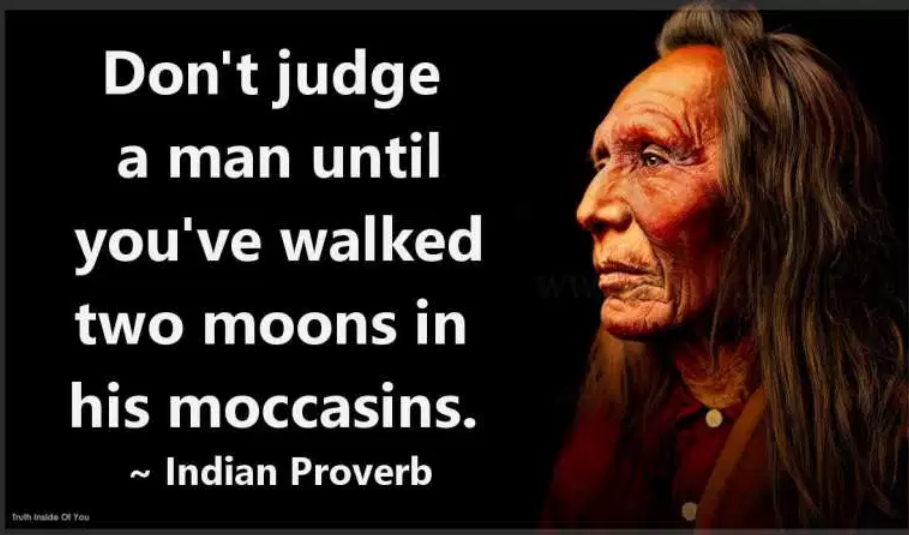 Don't judge
a man until
you've walked
two moons in
his moccasins.
~ Indian Proverb
Truth Inside Of You